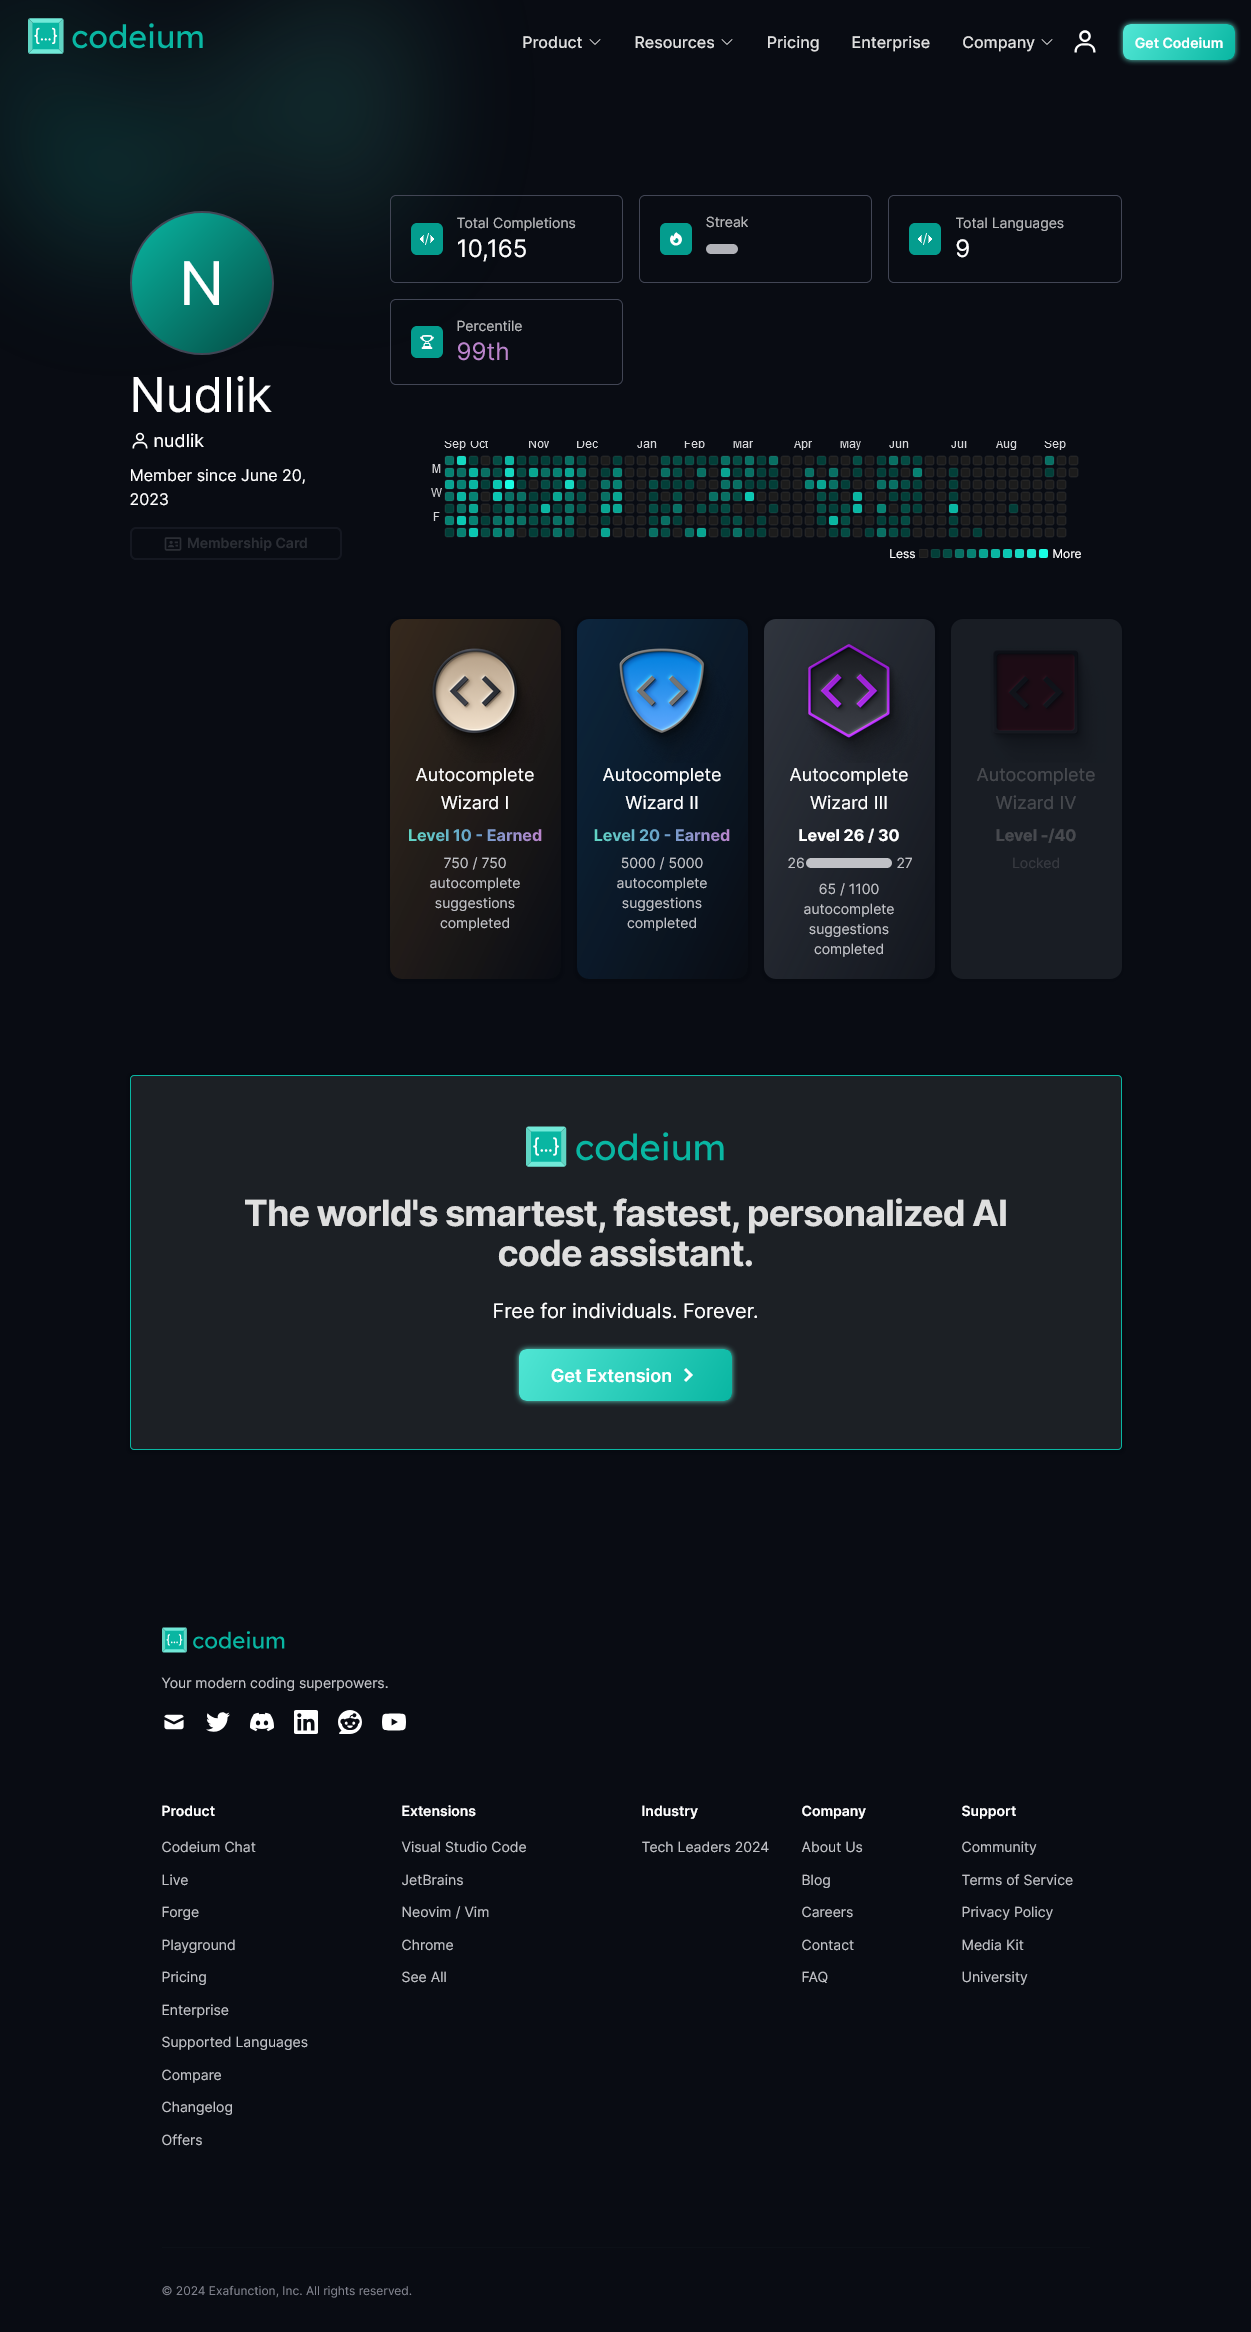 {...} codeium
Product
Resources
Pricing
Enterprise
Company
Get Codeium
N
Nudlik
nudlik
Member since June 20,
2023
Membership Card
Total Completions
10,165
Streak
Total Languages
9
Percentile
99th
Sep Oct Nov Dec Jan Feb Mar Apr May Jun Jul Aug Sep
M
W
F
Less More
Autocomplete
Wizard I
Level 10 - Earned
750 / 750
autocomplete
suggestions
completed
Autocomplete
Wizard II
Level 20 - Earned
5000 / 5000
autocomplete
suggestions
completed
Autocomplete
Wizard III
Level 26 / 30
26 27
65 / 1100
autocomplete
suggestions
completed
Autocomplete
Wizard IV
Level -/40
Locked
{...} codeium
The world's smartest, fastest, personalized AI
code assistant.
Free for individuals. Forever.
Get Extension
{...} codeium
Your modern coding superpowers.
Product
Codeium Chat
Live
Forge
Playground
Pricing
Enterprise
Supported Languages
Compare
Changelog
Offers
Extensions
Visual Studio Code
JetBrains
Neovim / Vim
Chrome
See All
Industry
Tech Leaders 2024
Company
About Us
Blog
Careers
Contact
FAQ
Support
Community
Terms of Service
Privacy Policy
Media Kit
University
© 2024 Exafunction, Inc. All rights reserved.